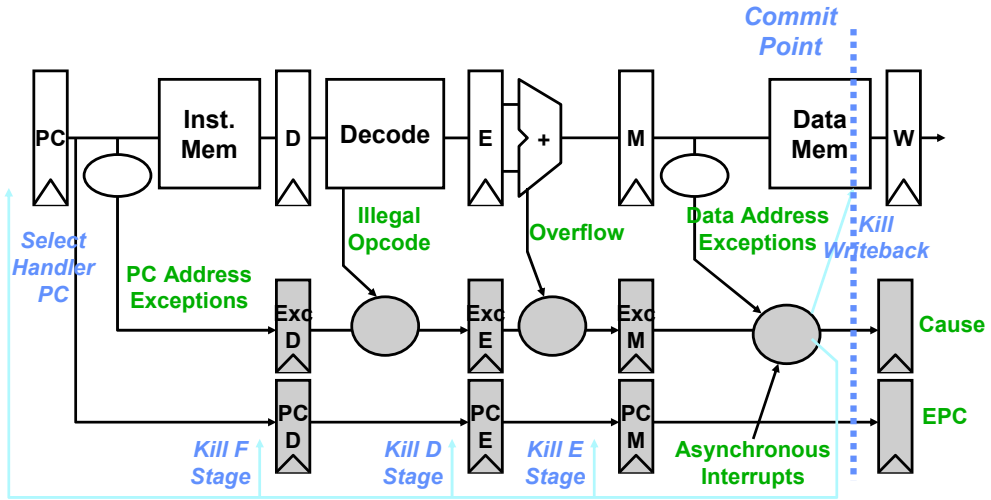 Commit
Point
PC
Inst.
Mem
D
Decode
E
+
M
Data
Mem
W
Select
Handler
PC
Illegal
Opcode
Overflow
Data Address
Exceptions
Kill
Writeback
PC Address
Exceptions
Exc
D
Exc
E
Exc
M
Cause
PC
D
PC
E
PC
M
EPC
Kill F
Stage
Kill D
Stage
Kill E
Stage
Asynchronous
Interrupts